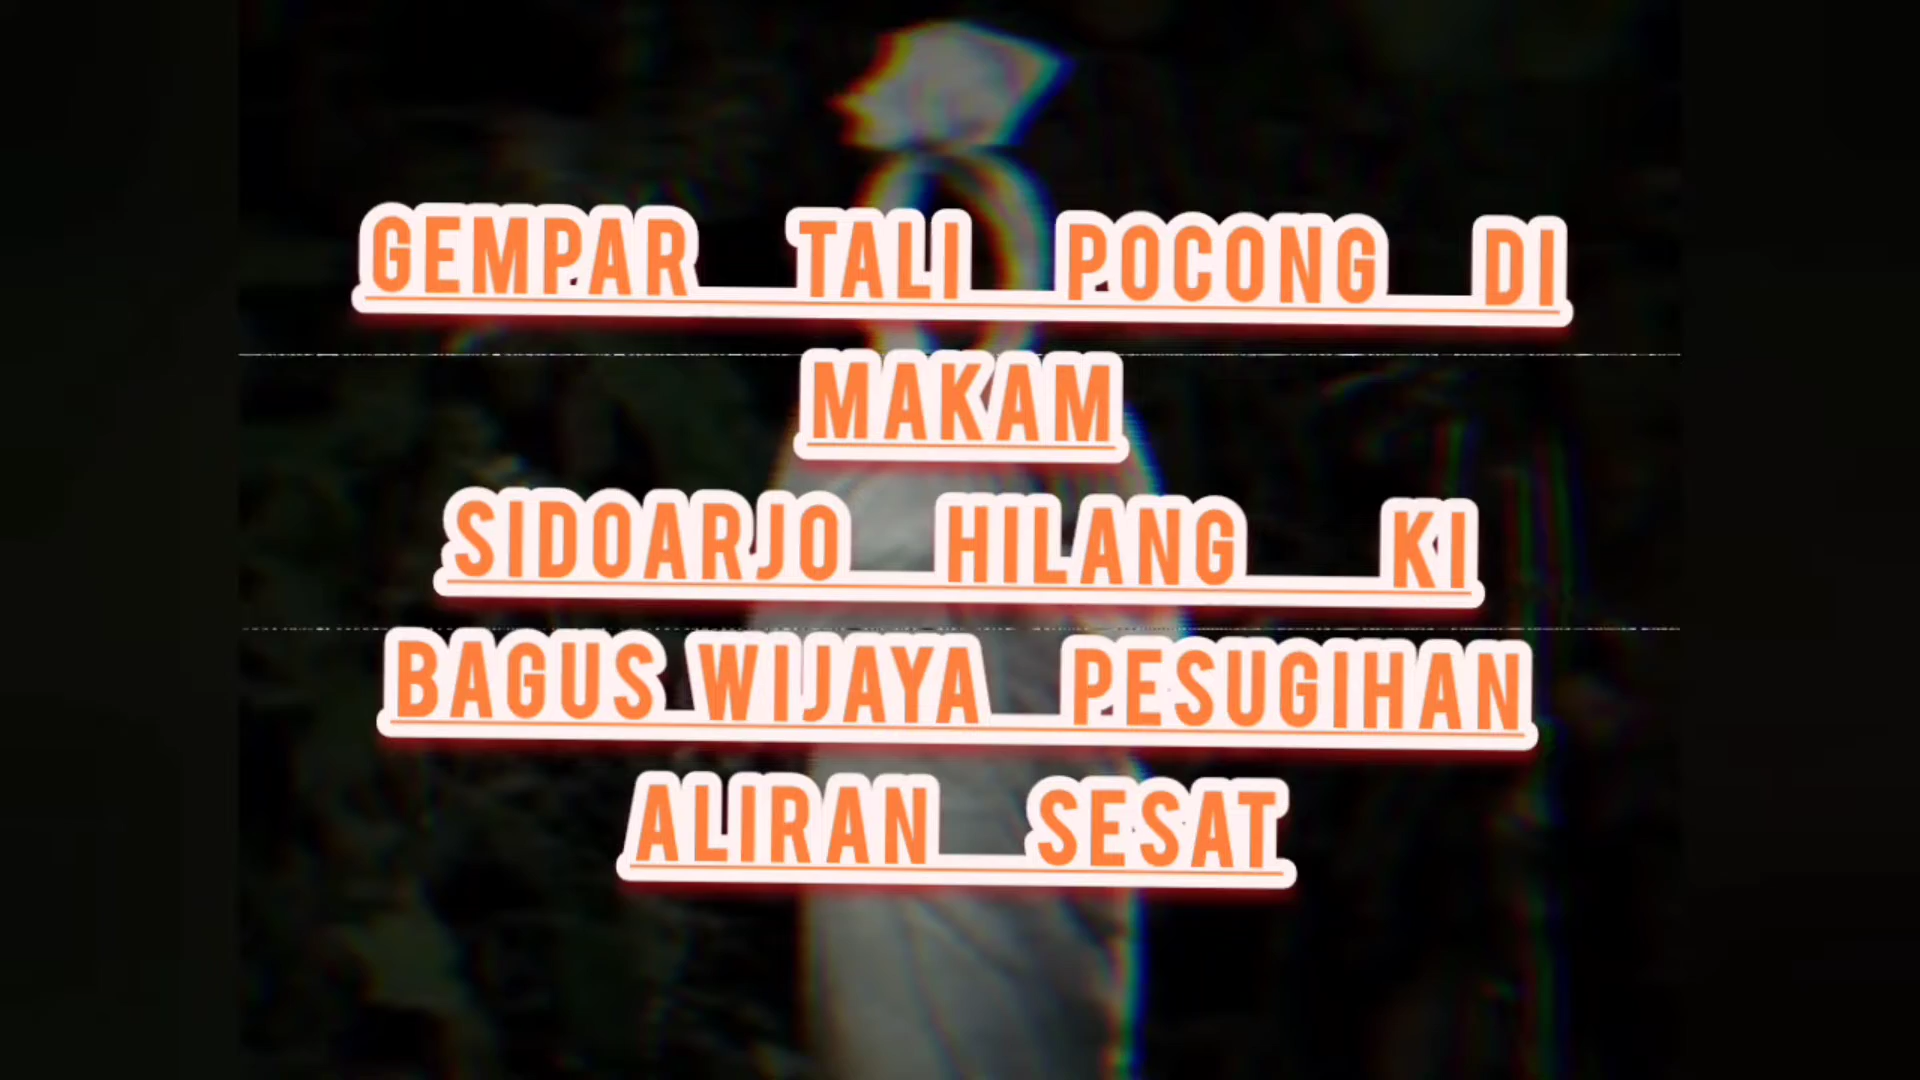 GEMPAR TALI POCONG DI
MAKAM
SIDOARJO HILANG KI
BAGUS WIJAYA PESUGIHAN
ALIRAN SESAT